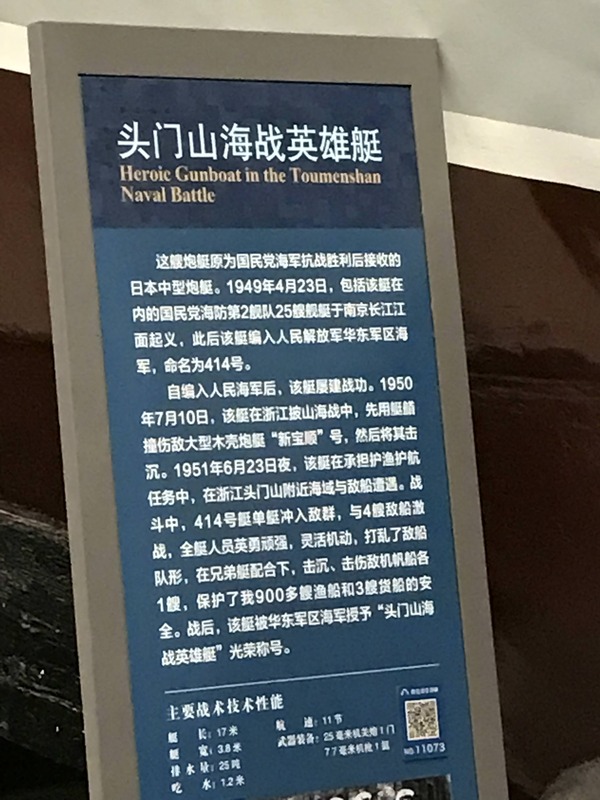 头门山海战英雄艇
Heroic Gunboat in the Toumenshan
Naval Battle
这艘炮艇原为国民党海军抗战胜利后接收的
日本中型炮艇。1949年4月23日，包括该艇在
内的国民党海防第2舰队25艘舰艇于南京长江江
面起义，此后该艇编入人民解放军华东军区海
军，命名为414号。
自编入人民海军后，该艇屡建战功。1950
年7月10日，该艇在浙江披山海战中，先用艇艏
撞伤敌大型木壳炮艇“新宝顺”号，然后将其击
沉。1951年6月23日夜，该艇在承担护渔护航
任务中，在浙江头门山附近海域与敌船遭遇。战
斗中，414号艇单艇冲入敌群，与4艘敌船激
战，全艇人员英勇顽强，灵活机动，打乱了敌船
队形，在兄弟艇配合下，击沉、击伤敌机帆船各
1艘，保护了我900多艘渔船和3艘货船的安
全。战后，该艇被华东军区海军授予“头门山海
战英雄艇”光荣称号。
主要战术技术性能
艇 长：17米
艇 宽：3.8米
排 水 量：25吨
吃 水：1.2米
航 速：11节
武器装备：25毫米机关炮1门
7.7毫米机枪1挺
NO.11073